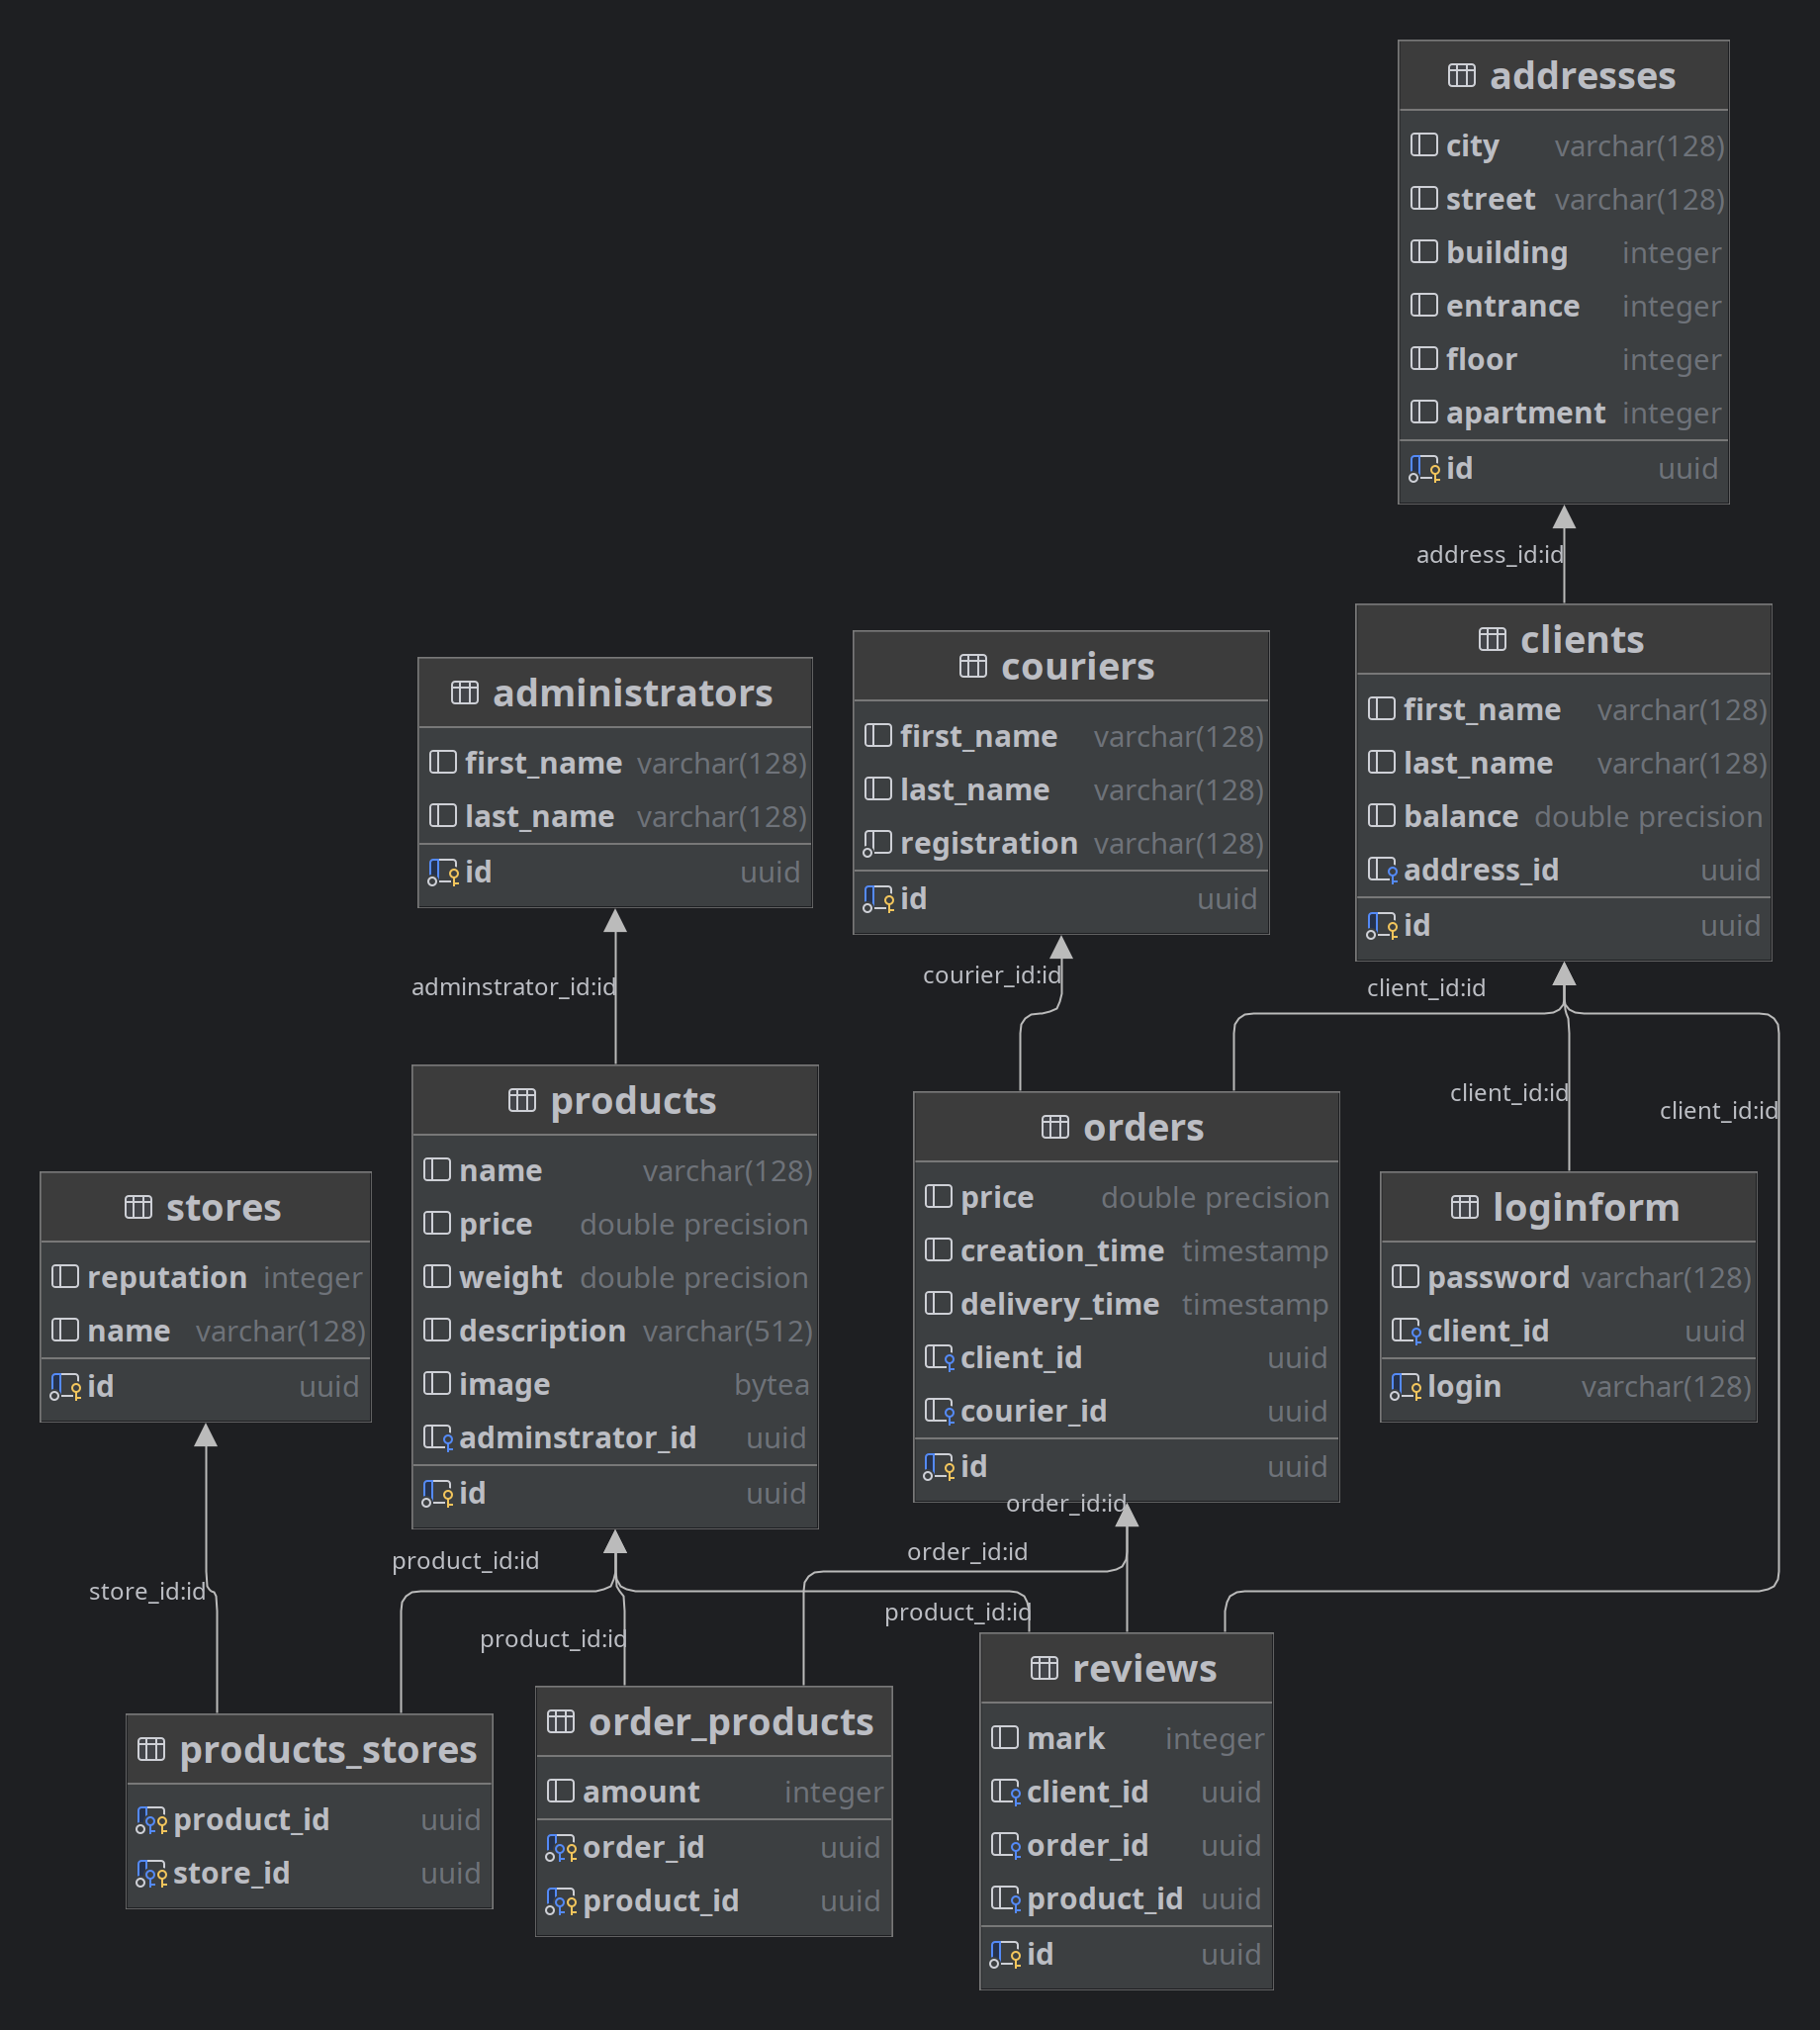 addresses
city varchar(128)
street varchar(128)
building integer
entrance integer
floor integer
apartment integer
id uuid
address_id:id
clients
first_name varchar(128)
last_name varchar(128)
balance double precision
address_id uuid
id uuid
couriers
first_name varchar(128)
last_name varchar(128)
registration varchar(128)
id uuid
administrators
first_name varchar(128)
last_name varchar(128)
id uuid
adminstrator_id:id
courier_id:id
client_id:id
client_id:id
client_id:id
products
name varchar(128)
price double precision
weight double precision
description varchar(512)
image bytea
adminstrator_id uuid
id uuid
orders
price double precision
creation_time timestamp
delivery_time timestamp
client_id uuid
courier_id uuid
id uuid
stores
reputation integer
name varchar(128)
id uuid
loginform
password varchar(128)
client_id uuid
login varchar(128)
order_id:id
order_id:id
product_id:id
store_id:id
product_id:id
product_id:id
reviews
mark integer
client_id uuid
order_id uuid
product_id uuid
id uuid
order_products
amount integer
order_id uuid
product_id uuid
products_stores
product_id uuid
store_id uuid